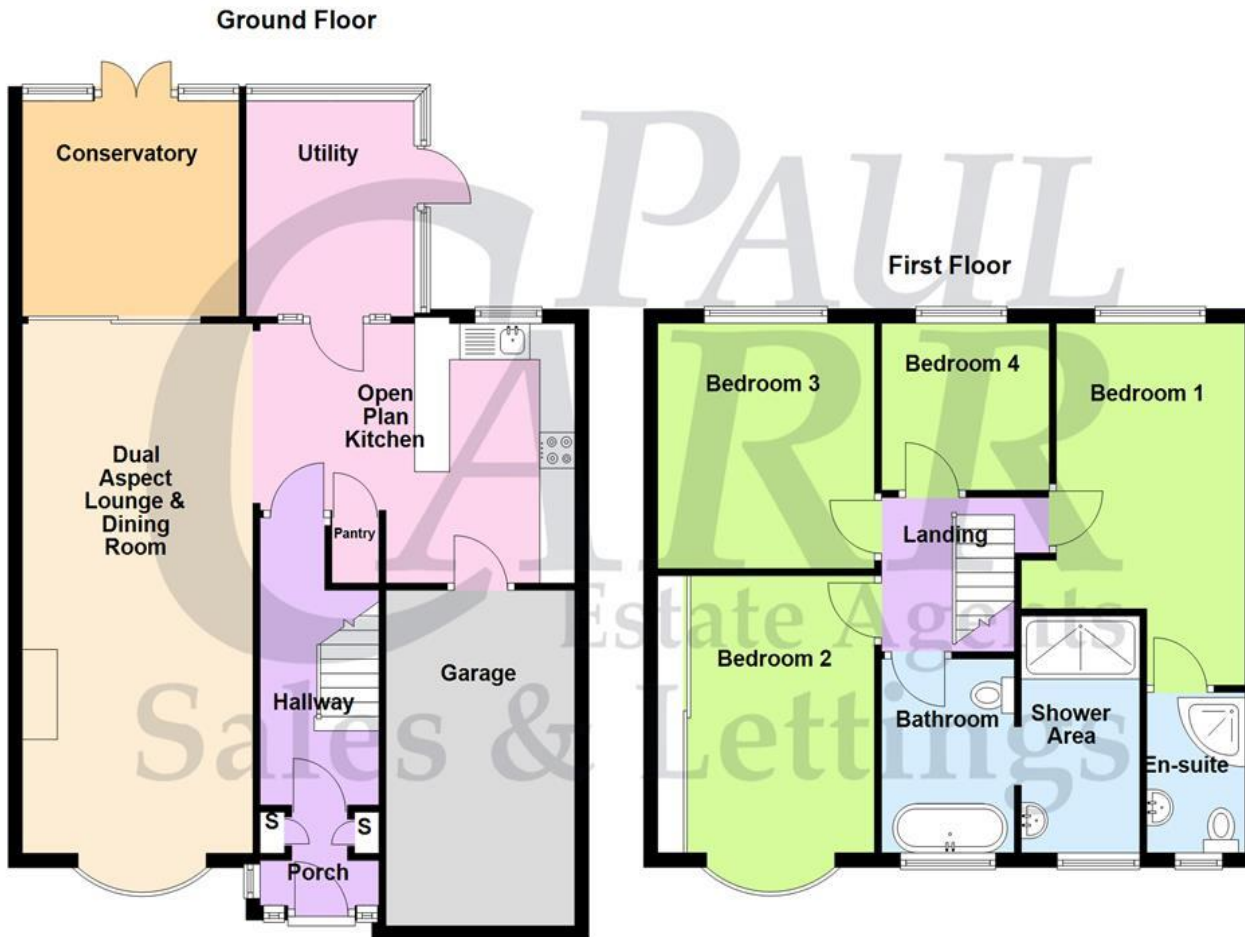 Ground Floor
Conservatory
Utility
Open
Plan
Kitchen
Dual
Aspect
Lounge &
Dining
Room
Pantry
Garage
Hallway
S
S
Porch
First Floor
Bedroom 3
Bedroom 4
Bedroom 1
Landing
Bedroom 2
Bathroom
Shower
Area
En-suite
PAUL
CARR
Estate Agents
Sales & Lettings